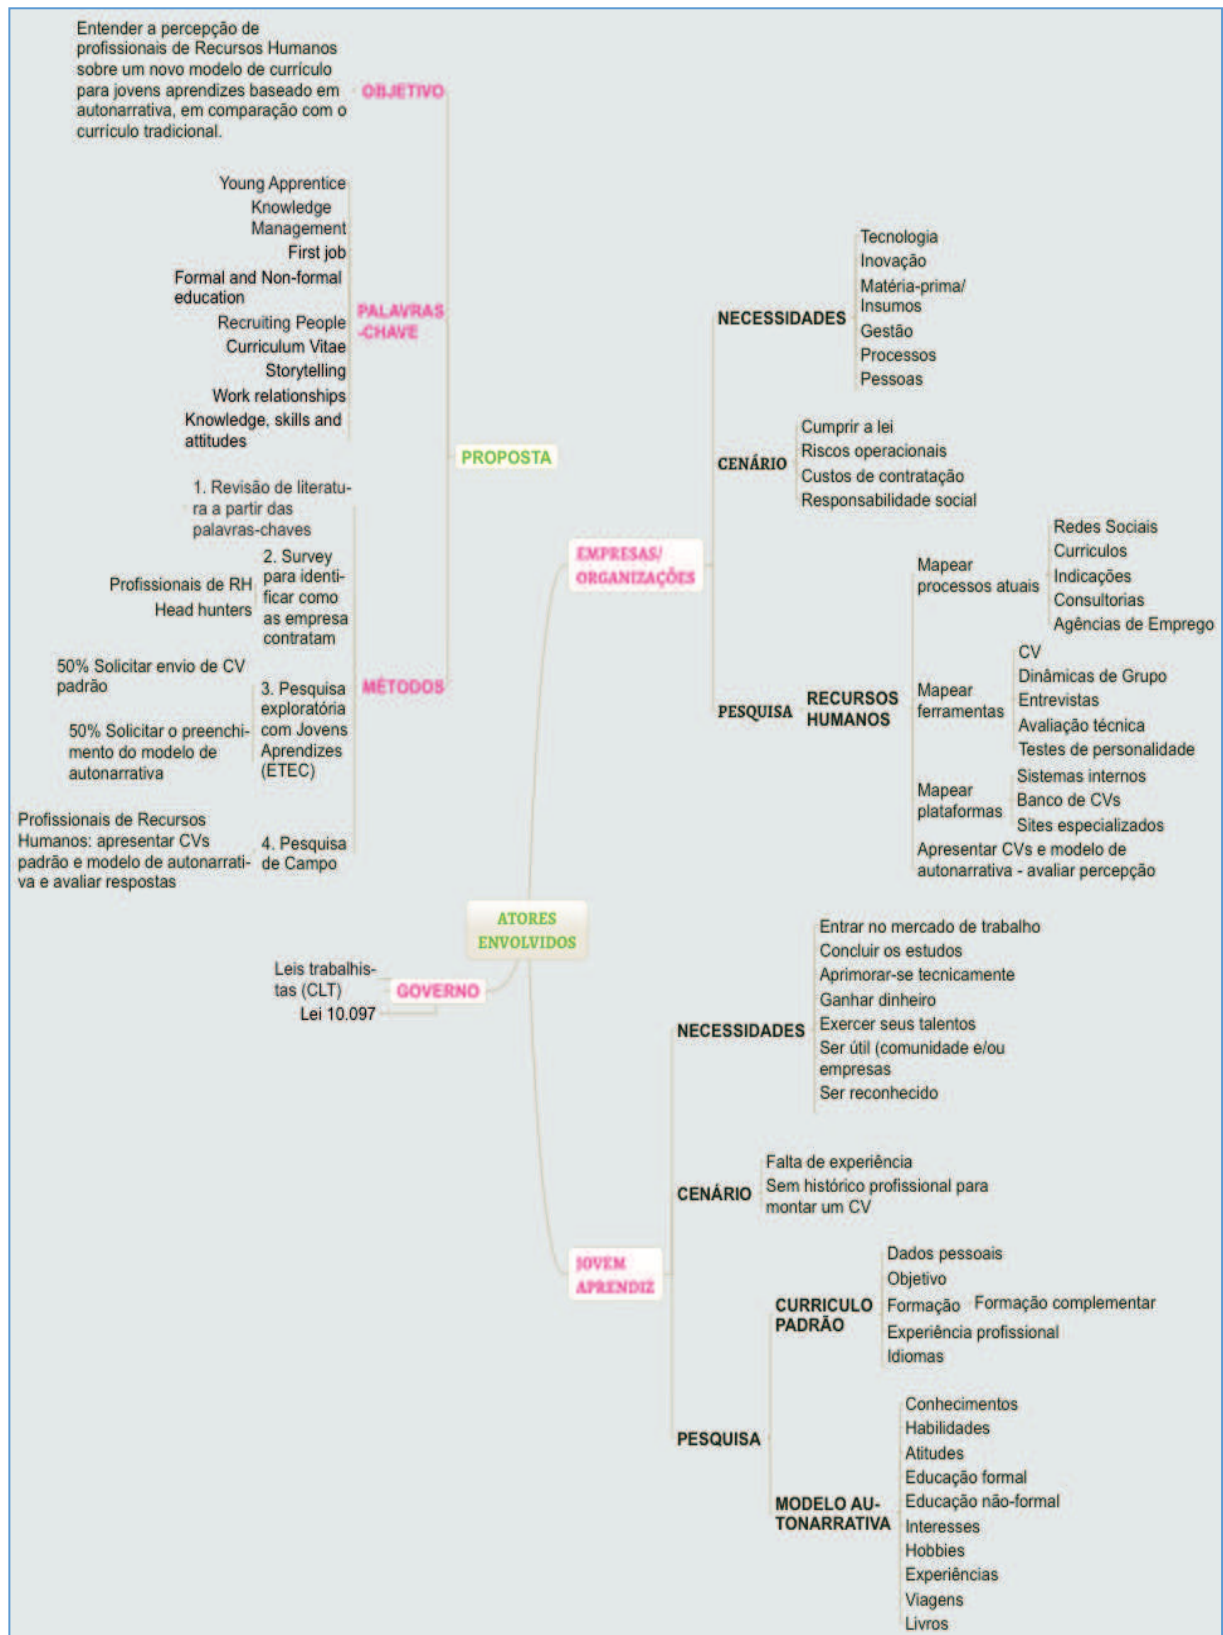 Entender a percepção de
profissionais de Recursos Humanos
sobre um novo modelo de currículo
para jovens aprendizes baseado em
autonarrativa, em comparação com o
currículo tradicional.
OBJETIVO
Young Apprentice
Knowledge
Management
First job
Formal and Non-formal
education
Recruiting People
Curriculum Vitae
Storytelling
Work relationships
Knowledge, skills and
attitudes
PALAVRAS
-CHAVE
PROPOSTA
1. Revisão de literatu-
ra a partir das
palavras-chaves
2. Survey
para identi-
ficar como
as empresa
contratam
Profissionais de RH
Head hunters
MÉTODOS
50% Solicitar envio de CV
padrão
50% Solicitar o preenchi-
mento do modelo de
autonarrativa
3. Pesquisa
exploratória
com Jovens
Aprendizes
(ETEC)
Profissionais de Recursos
Humanos: apresentar CVs
padrão e modelo de autonarrati-
va e avaliar respostas
4. Pesquisa
de Campo
ATORES
ENVOLVIDOS
Leis trabalhis-
tas (CLT)
Lei 10.097
GOVERNO
EMPRESAS/
ORGANIZAÇÕES
NECESSIDADES
Tecnologia
Inovação
Matéria-prima/
Insumos
Gestão
Processos
Pessoas
CENÁRIO
Cumprir a lei
Riscos operacionais
Custos de contratação
Responsabilidade social
PESQUISA
RECURSOS
HUMANOS
Mapear
processos atuais
Redes Sociais
Curriculos
Indicações
Consultorias
Agências de Emprego
Mapear
ferramentas
CV
Dinâmicas de Grupo
Entrevistas
Avaliação técnica
Testes de personalidade
Mapear
plataformas
Sistemas internos
Banco de CVs
Sites especializados
Apresentar CVs e modelo de
autonarrativa - avaliar percepção
JOVEM
APRENDIZ
NECESSIDADES
Entrar no mercado de trabalho
Concluir os estudos
Aprimorar-se tecnicamente
Ganhar dinheiro
Exercer seus talentos
Ser útil (comunidade e/ou
empresas
Ser reconhecido
CENÁRIO
Falta de experiência
Sem histórico profissional para
montar um CV
PESQUISA
CURRICULO
PADRÃO
Dados pessoais
Objetivo
Formação
Formação complementar
Experiência profissional
Idiomas
MODELO AU-
TONARRATIVA
Conhecimentos
Habilidades
Atitudes
Educação formal
Educação não-formal
Interesses
Hobbies
Experiências
Viagens
Livros